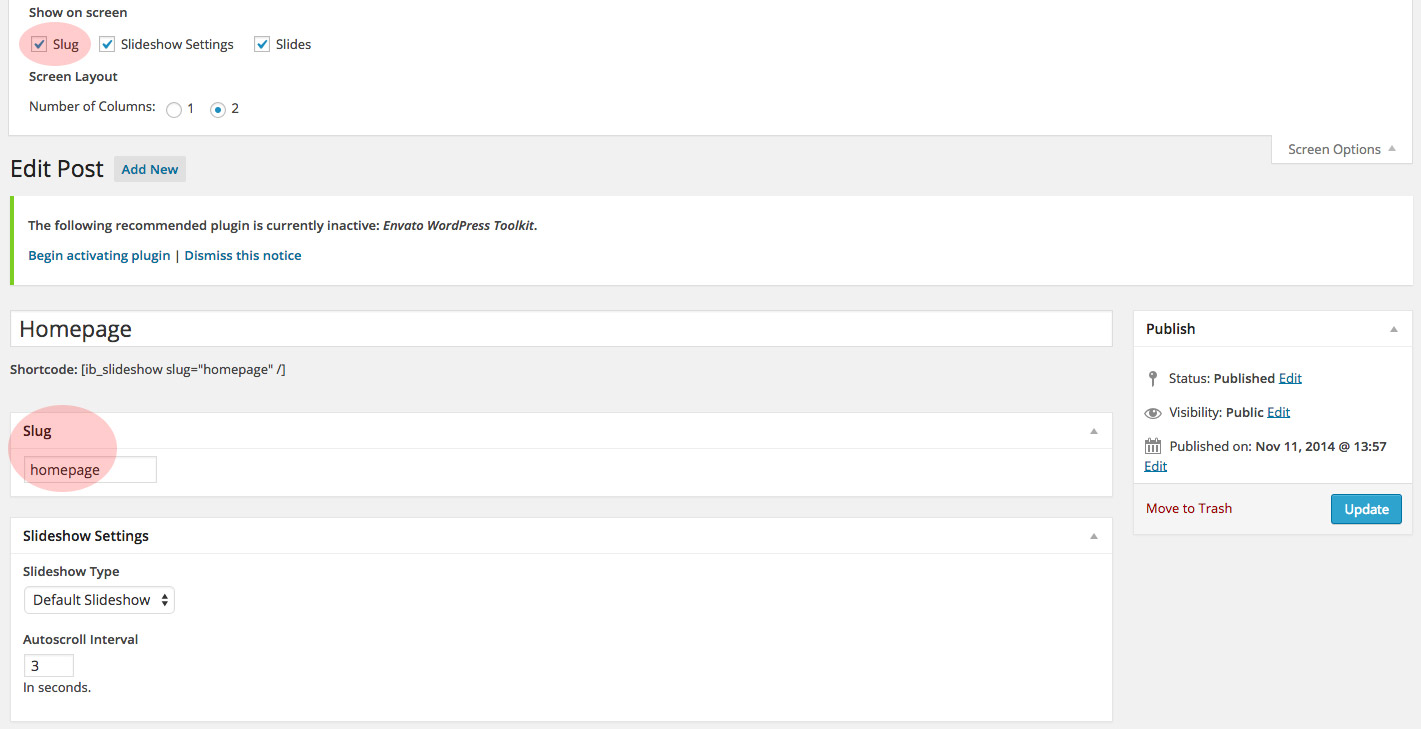 Show on screen
Slug Slideshow Settings Slides
Screen Layout
Number of Columns: 1 2
Screen Options
Edit Post Add New
The following recommended plugin is currently inactive: Envato WordPress Toolkit.
Begin activating plugin | Dismiss this notice
Homepage
Shortcode: [ib_slideshow slug="homepage" /]
Slug
homepage
Slideshow Settings
Slideshow Type
Default Slideshow
Autoscroll Interval
3
In seconds.
Publish
Status: Published Edit
Visibility: Public Edit
Published on: Nov 11, 2014 @ 13:57
Edit
Move to Trash Update